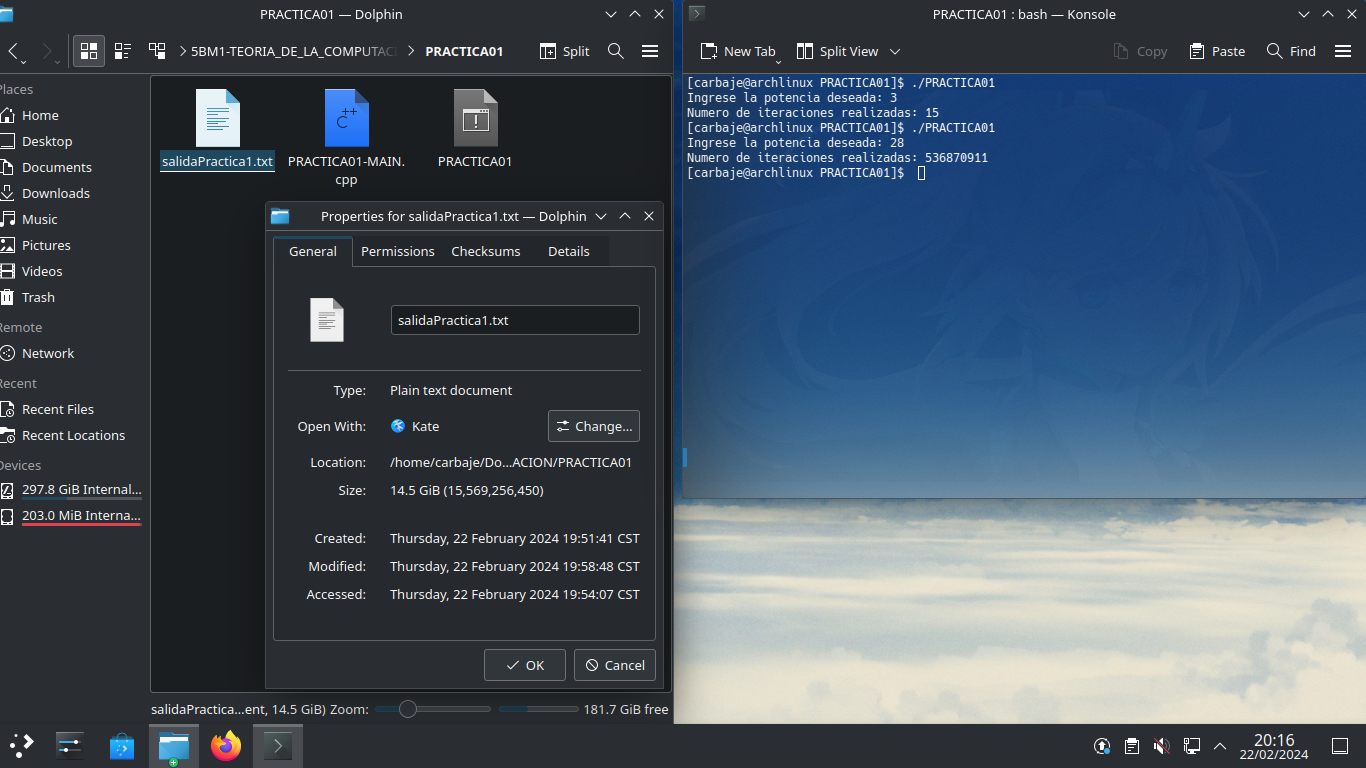 PRACTICA01 — Dolphin
5BM1-TEORIA_DE_LA_COMPUTAC
PRACTICA01
Split
Places
Home
Desktop
Documents
Downloads
Music
Pictures
Videos
Trash
Remote
Network
Recent
Recent Files
Recent Locations
Devices
297.8 GiB Internal...
203.0 MiB Interna...
salidaPractica1.txt
PRACTICA01-MAIN.
cpp
PRACTICA01
Properties for salidaPractica1.txt — Dolphin
General
Permissions
Checksums
Details
salidaPractica1.txt
Type: Plain text document
Open With: Kate
Change...
Location: /home/carbaje/Do...ACION/PRACTICA01
Size: 14.5 GiB (15,569,256,450)
Created: Thursday, 22 February 2024 19:51:41 CST
Modified: Thursday, 22 February 2024 19:58:48 CST
Accessed: Thursday, 22 February 2024 19:54:07 CST
OK
Cancel
salidaPractica...ent, 14.5 GiB)
Zoom:
181.7 GiB free
PRACTICA01 : bash — Konsole
New Tab
Split View
Copy
Paste
Find
[carbaje@archlinux PRACTICA01]$ ./PRACTICA01
Ingrese la potencia deseada: 3
Numero de iteraciones realizadas: 15
[carbaje@archlinux PRACTICA01]$ ./PRACTICA01
Ingrese la potencia deseada: 28
Numero de iteraciones realizadas: 536870911
[carbaje@archlinux PRACTICA01]$
20:16
22/02/2024